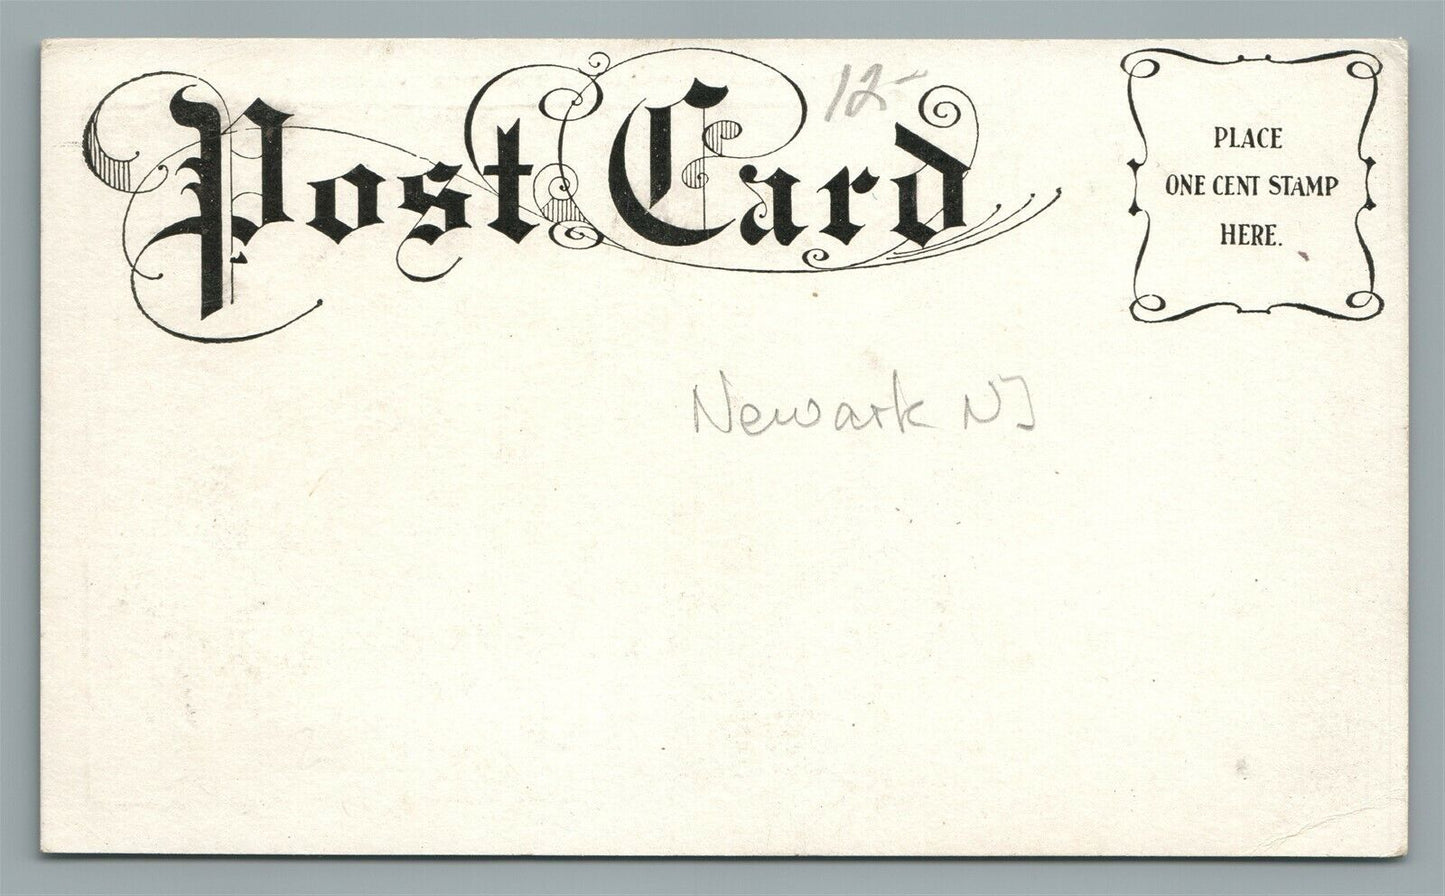 Post Card
12-
PLACE
ONE CENT STAMP
HERE.
Newark NJ